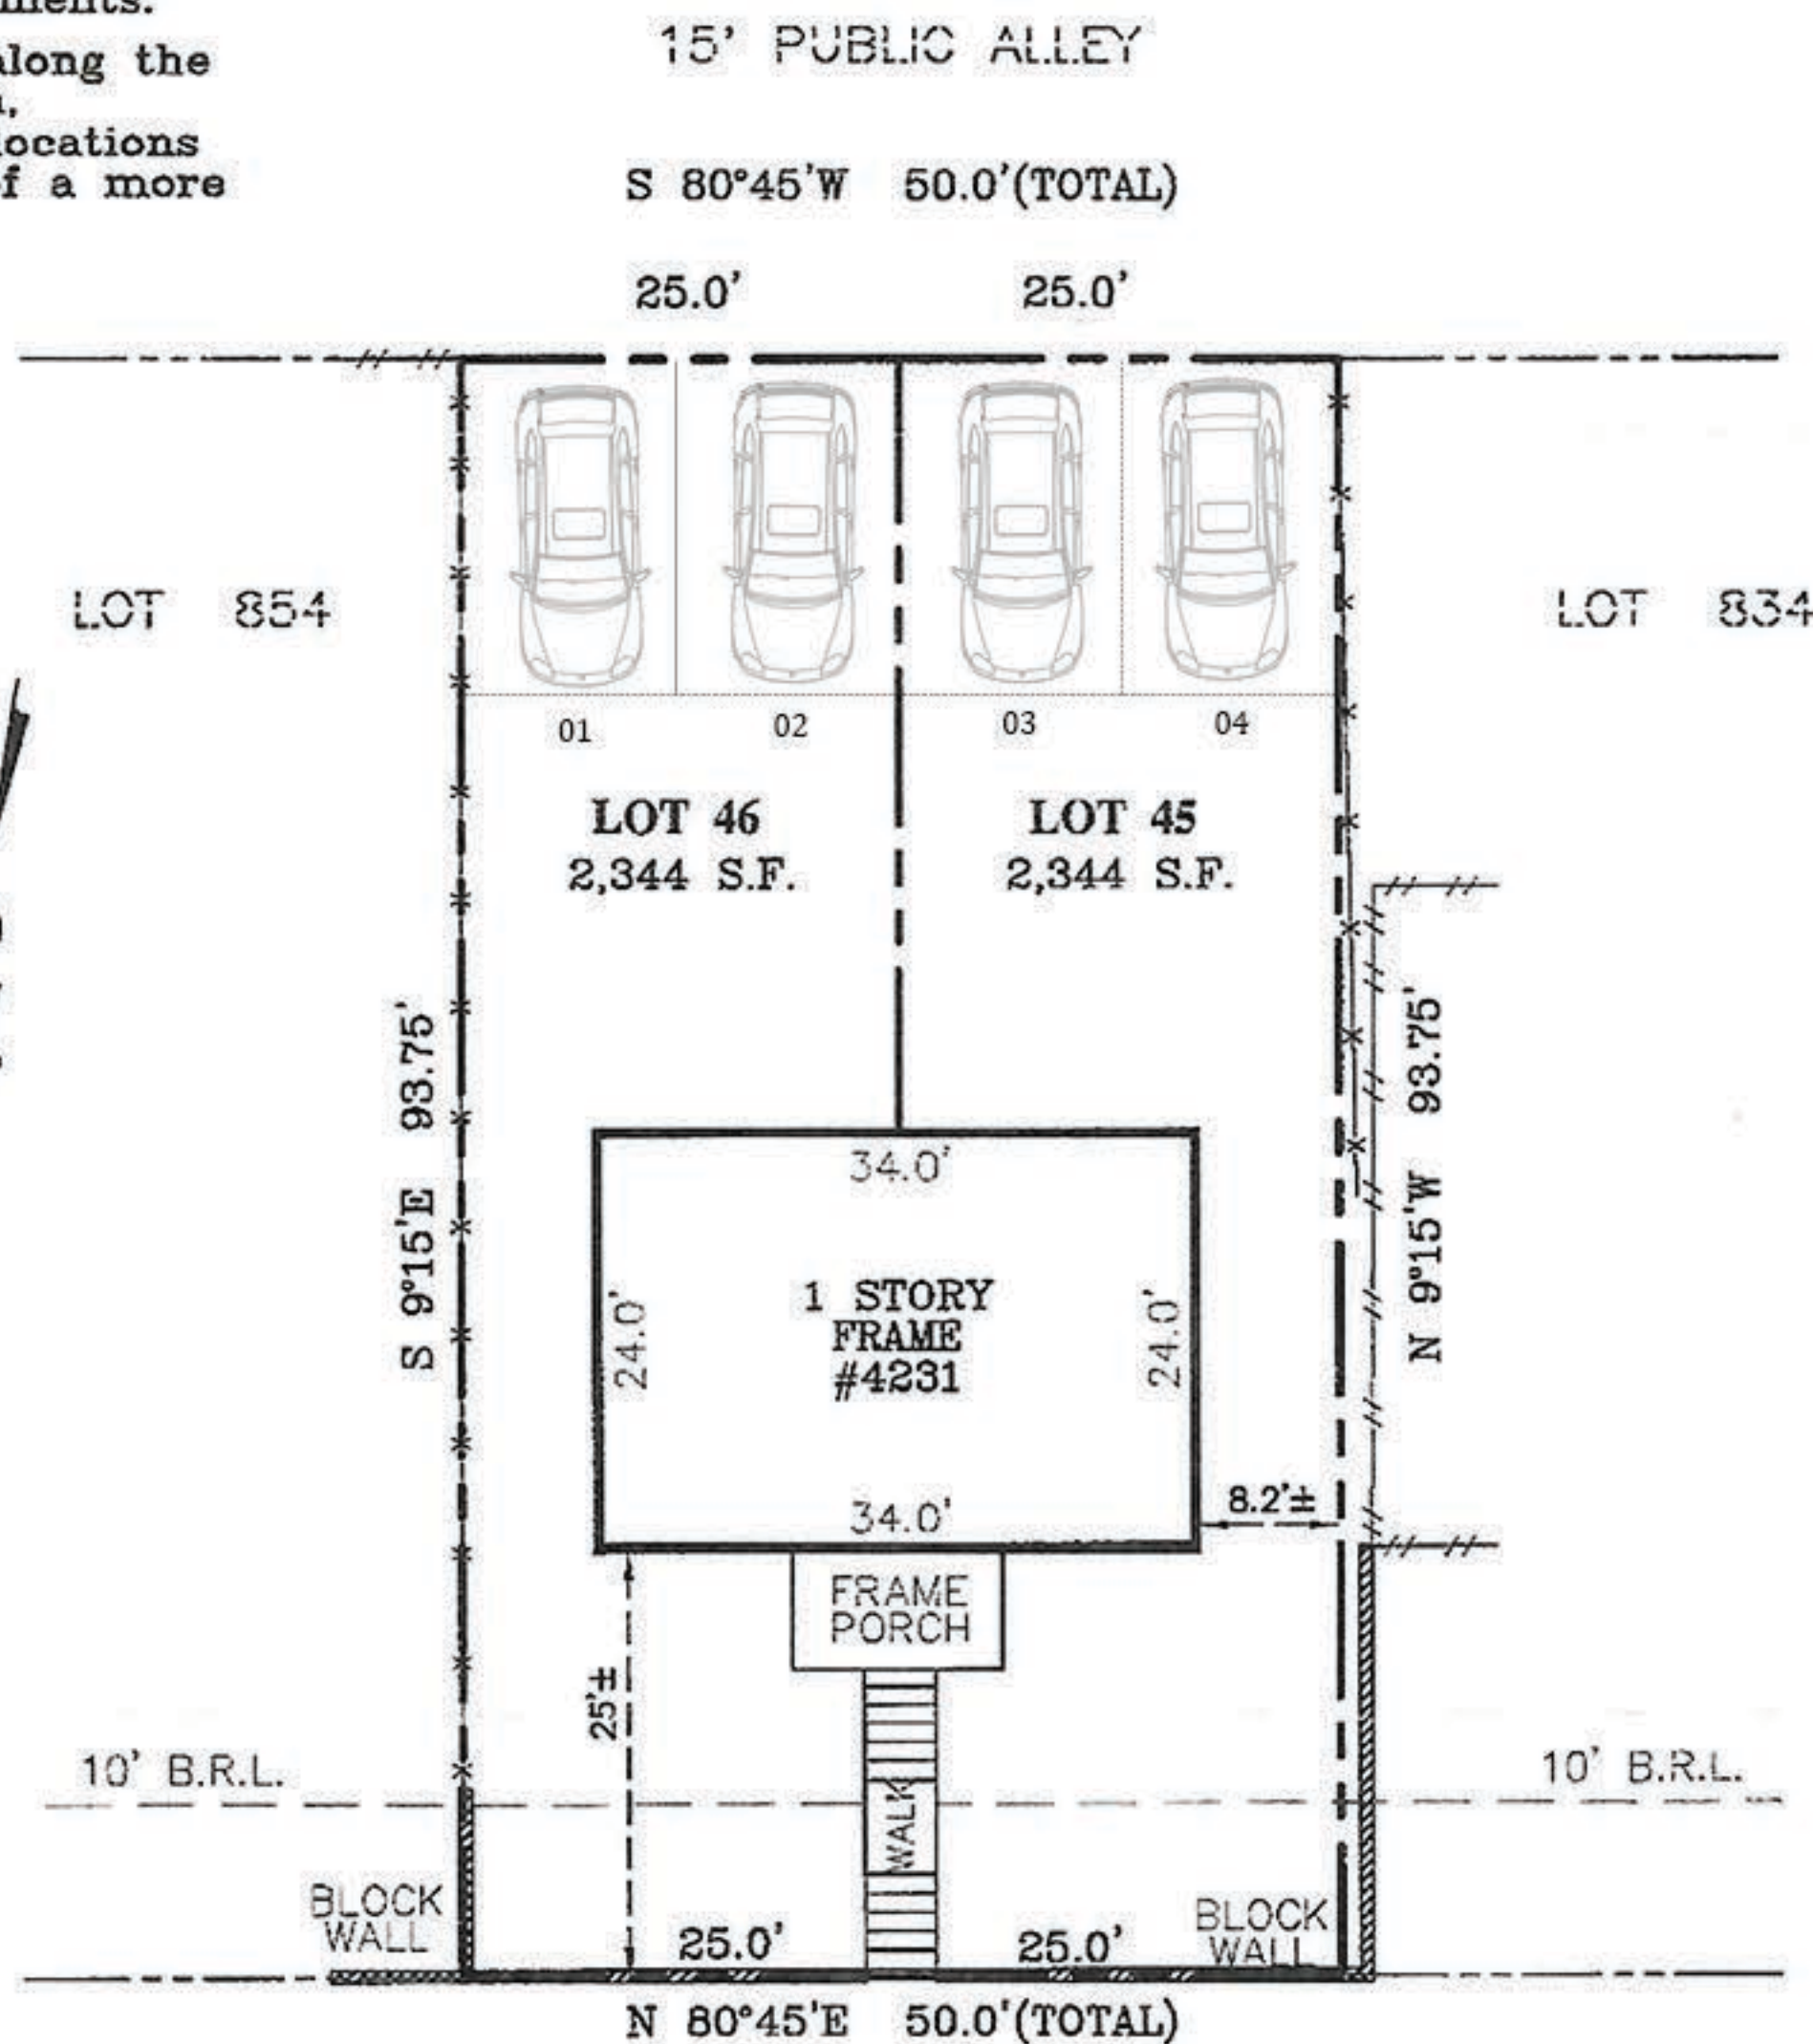 along the
locations
of a more
15' PUBLIC ALLEY
S 80°45'W 50.0'(TOTAL)
25.0' 25.0'
LOT 854
LOT 834
01 02 03 04
LOT 46
2,344 S.F.
LOT 45
2,344 S.F.
S 9°15'E 93.75'
N 9°15'W 93.75'
34.0'
24.0'
1 STORY
FRAME
#4231
24.0'
34.0'
8.2'±
FRAME
PORCH
25'±
10' B.R.L.
10' B.R.L.
WALK
BLOCK
WALL
BLOCK
WALL
25.0' 25.0'
N 80°45'E 50.0'(TOTAL)